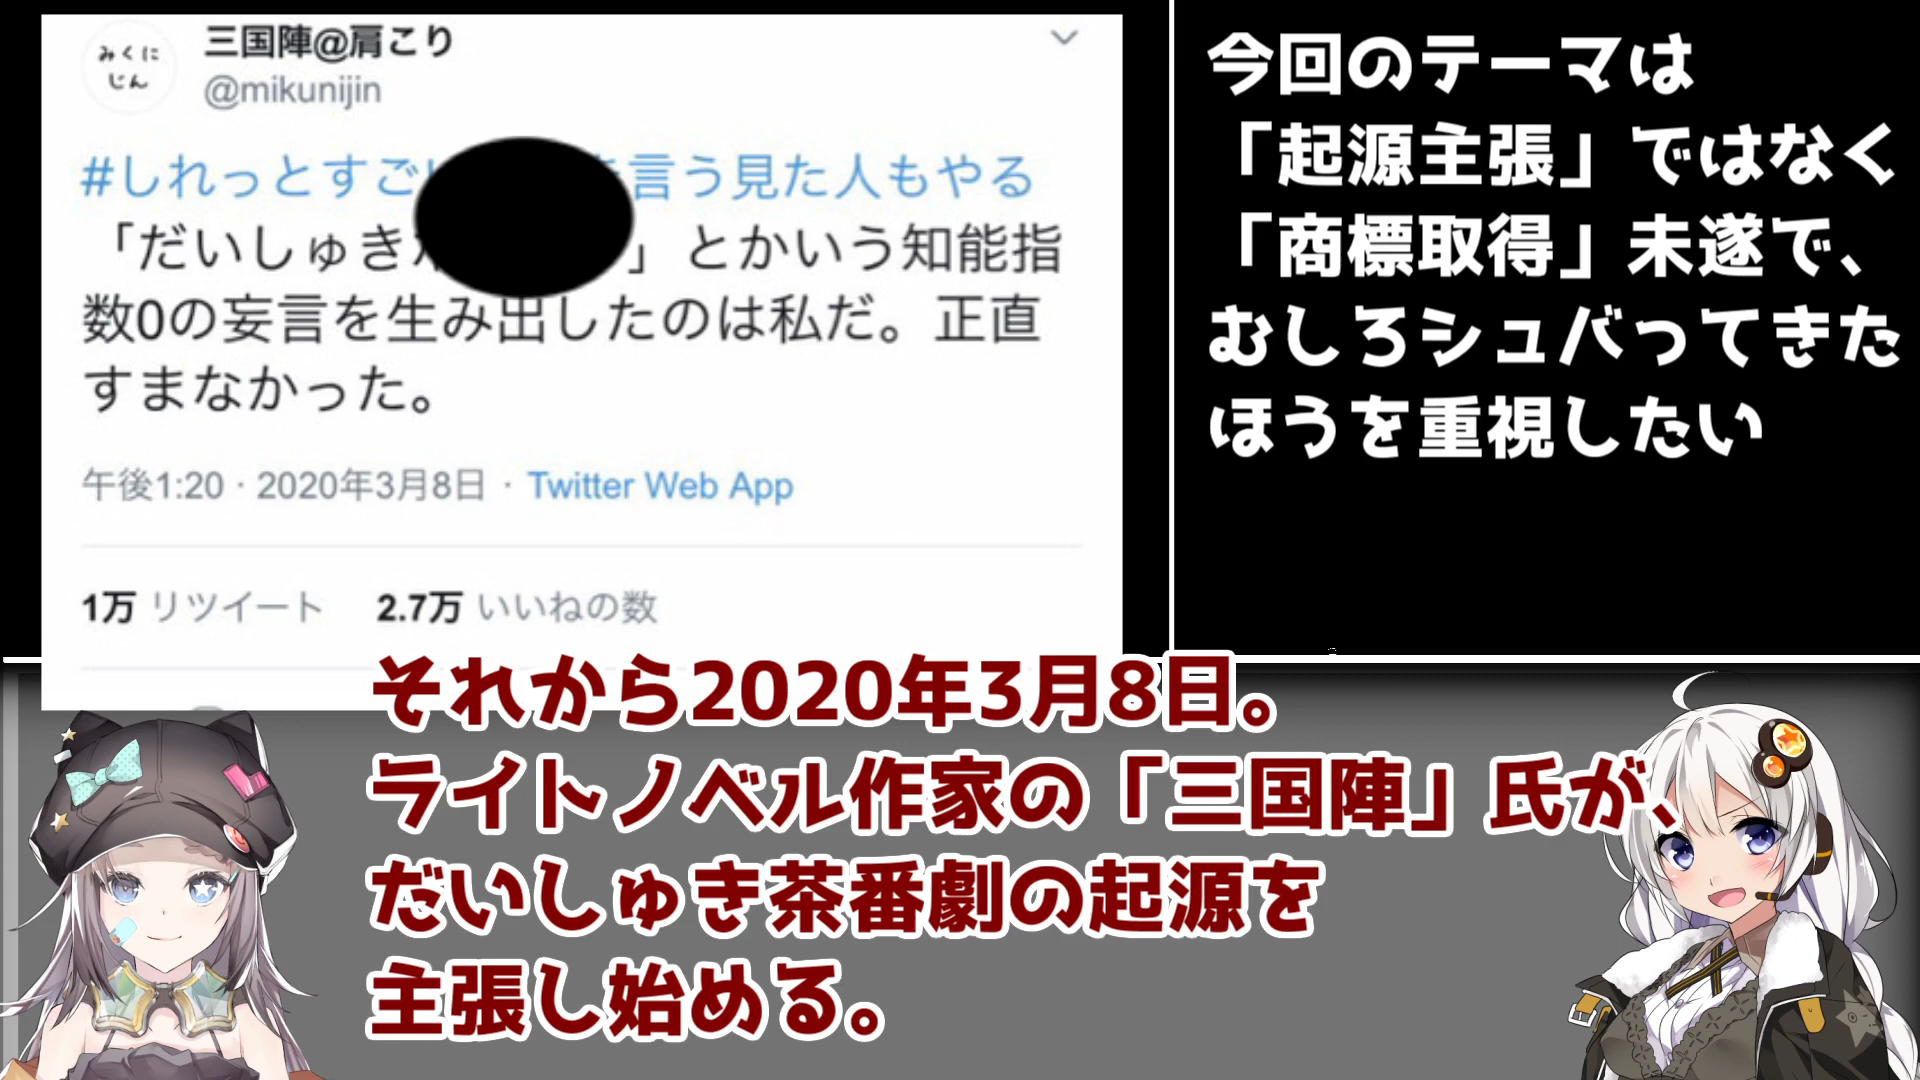 みくに
じん
三国陣@肩こり
@mikunijin
#しれっとすご
を言う見た人もやる
「だいしゅき
」とかいう知能指
数0の妄言を生み出したのは私だ。正直
すまなかった。
午後1:20 · 2020年3月8日 · Twitter Web App
1万 リツイート 2.7万 いいねの数
今回のテーマは
「起源主張」ではなく
「商標取得」未遂で、
むしろシュバってきた
ほうを重視したい
それから2020年3月8日。
ライトノベル作家の「三国陣」氏が、
だいしゅき茶番劇の起源を
主張し始める。